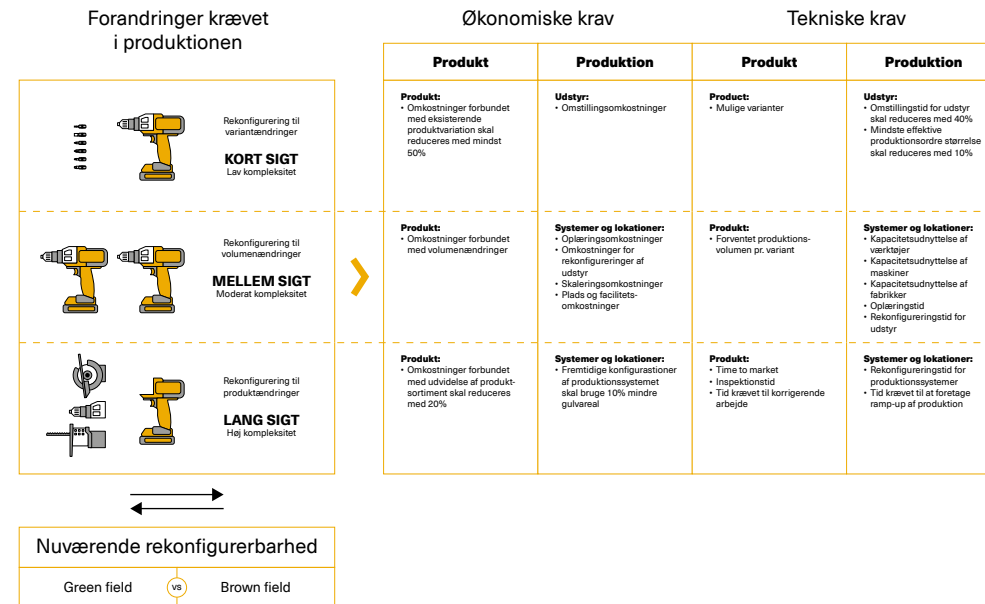 Forandringer krævet
i produktionen
Økonomiske krav
Tekniske krav
Produkt
Produktion
Produkt
Produktion
Rekonfigurering til
variantændringer
KORT SIGT
Lav kompleksitet
Produkt:
• Omkostninger forbundet
med eksisterende
produktvariation skal
reduceres med mindst
50%
Udstyr:
• Omstillingsomkostninger
Product:
• Mulige varianter
Udstyr:
• Omstillingstid for udstyr
skal reduceres med 40%
• Mindste effektive
produktionsordre størrelse
skal reduceres med 10%
Rekonfigurering til
volumenændringer
MELLEM SIGT
Moderat kompleksitet
Produkt:
• Omkostninger forbundet
med volumenændringer
Systemer og lokationer:
• Oplæringsomkostninger
• Omkostninger for
rekonfigureringer af
udstyr
• Skaleringsomkostninger
• Plads og facilitets-
omkostninger
Produkt:
• Forventet produktions-
volumen pr. variant
Systemer og lokationer:
• Kapacitetsudnyttelse af
værktøjer
• Kapacitetsudnyttelse af
maskiner
• Kapacitetsudnyttelse af
fabrikker
• Oplæringstid
• Rekonfigureringstid for
udstyr
Rekonfigurering til
produktændringer
LANG SIGT
Høj kompleksitet
Produkt:
• Omkostninger forbundet
med udvidelse af produkt-
sortiment skal reduceres
med 20%
Systemer og lokationer:
• Fremtidige konfigurastioner
af produktionssystemet
skal bruge 10% mindre
gulvareal
Produkt:
• Time to market
• Inspektionstid
• Tid krævet til korrigerende
arbejde
Systemer og lokationer:
• Rekonfigureringstid for
produktionssystemer
• Tid krævet til at foretage
ramp-up af produktion
Nuværende rekonfigurerbarhed
Green field
VS
Brown field